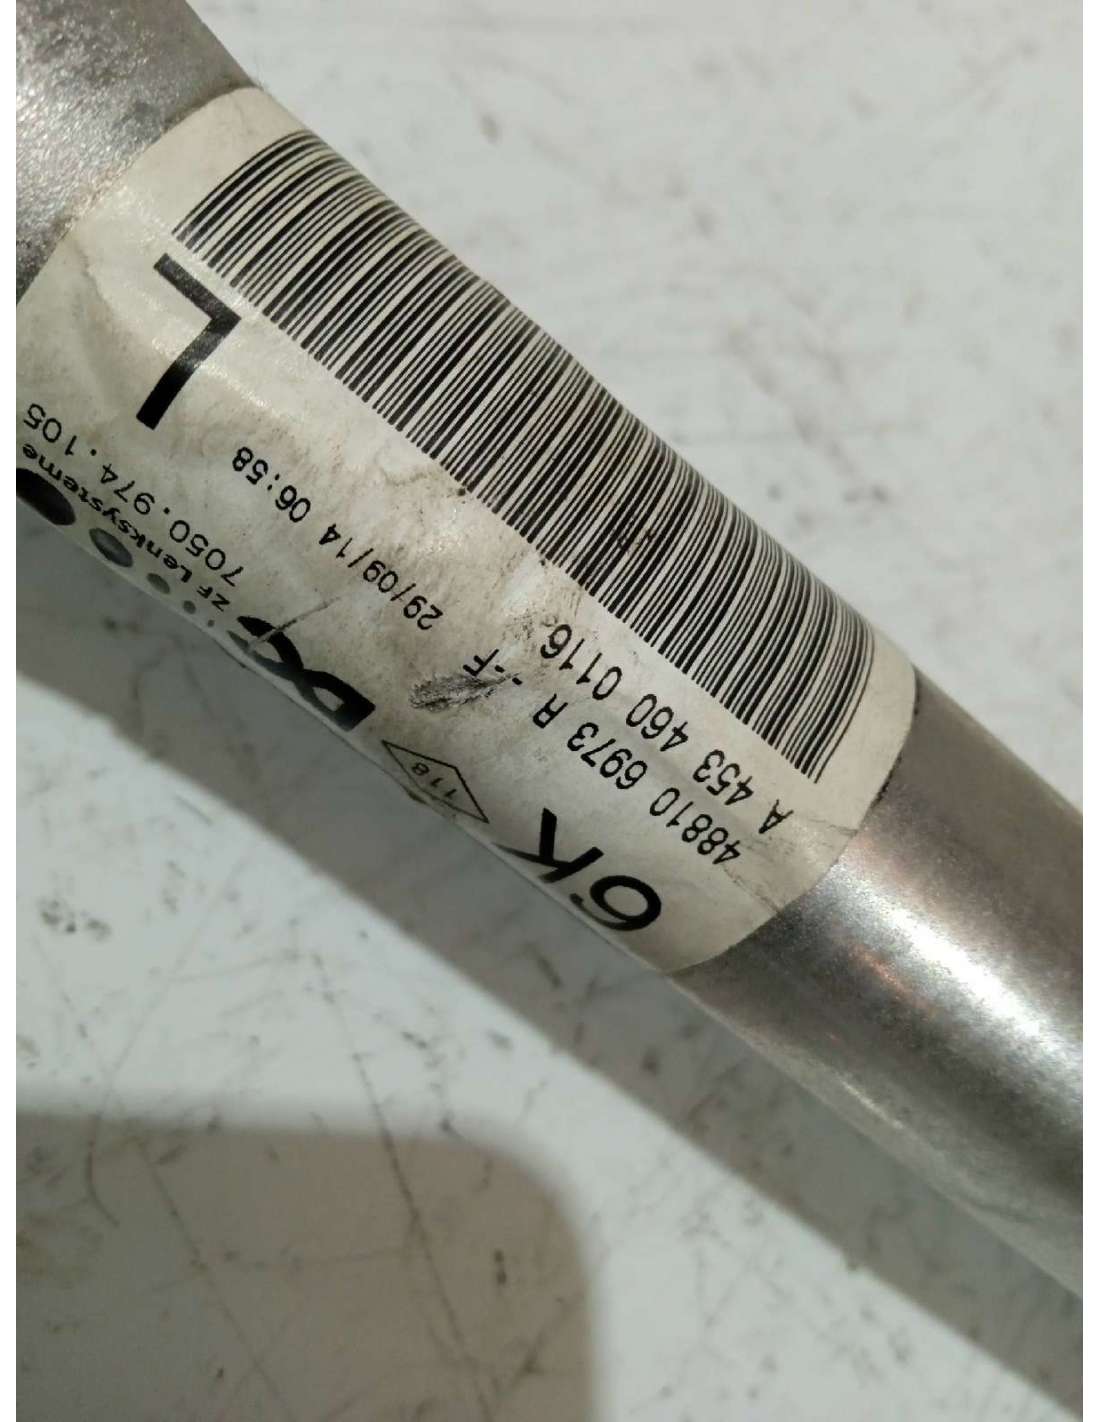 6K
48810 6973 R --F
A 453 460 0116
118
29/09/14 06:58
L
7050.974.105
ZF Lenksysteme